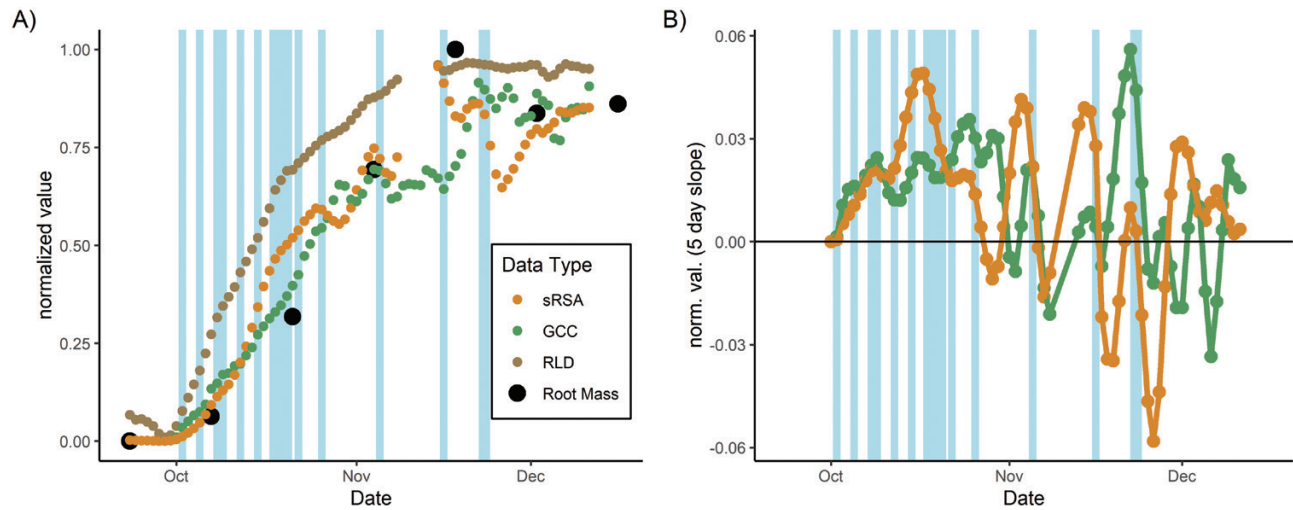 A)
normalized value
1.00
0.75
0.50
0.25
0.00
Oct
Nov
Dec
Date
Data Type
sRSA
GCC
RLD
Root Mass
B)
norm. val. (5 day slope)
0.06
0.03
0.00
-0.03
-0.06
Oct
Nov
Dec
Date